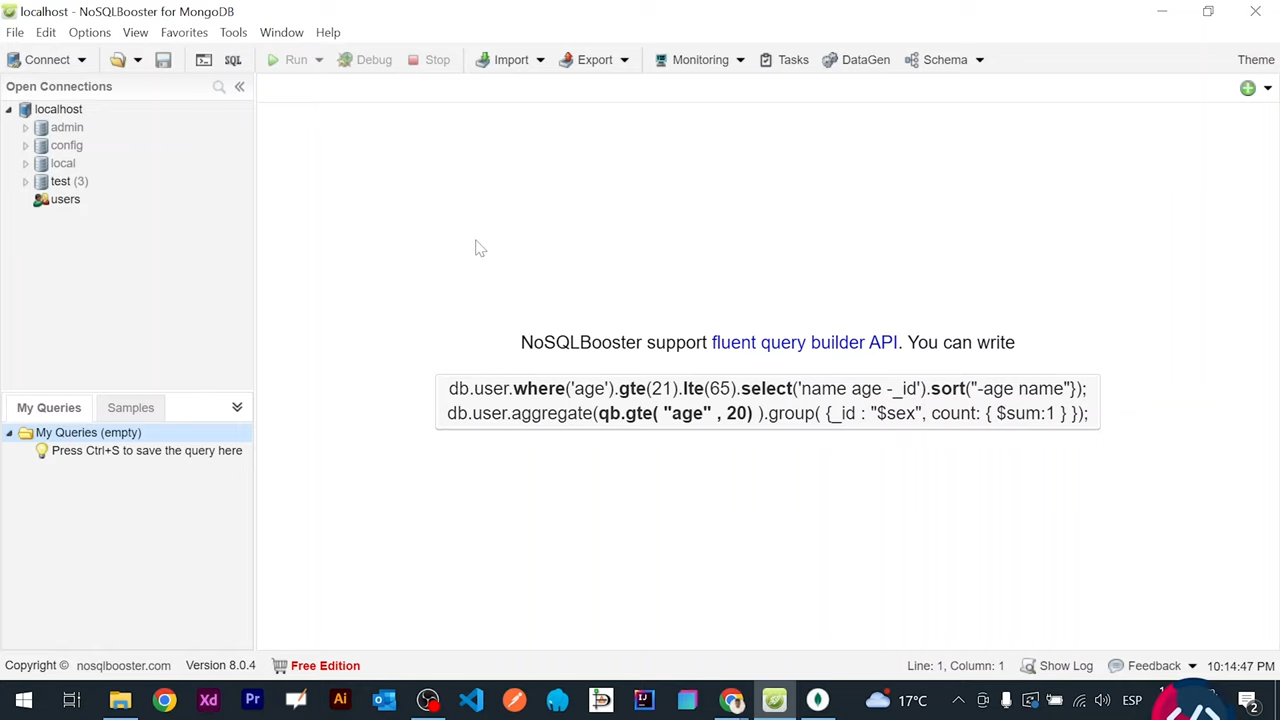 localhost - NoSQLBooster for MongoDB
File Edit Options View Favorites Tools Window Help
Connect SQL Run Debug Stop Import Export Monitoring Tasks DataGen Schema Theme
Open Connections
localhost
admin
config
local
test (3)
users
NoSQLBooster support fluent query builder API. You can write
db.user.where('age').gte(21).lte(65).select('name age -_id').sort("-age name"});
db.user.aggregate(qb.gte( "age" , 20) ).group( {_id : "$sex", count: { $sum:1 } });
My Queries Samples
My Queries (empty)
Press Ctrl+S to save the query here
Copyright © nosqlbooster.com Version 8.0.4 Free Edition Line: 1, Column: 1 Show Log Feedback 10:14:47 PM
Xd Pr Ai 17°C ESP 2